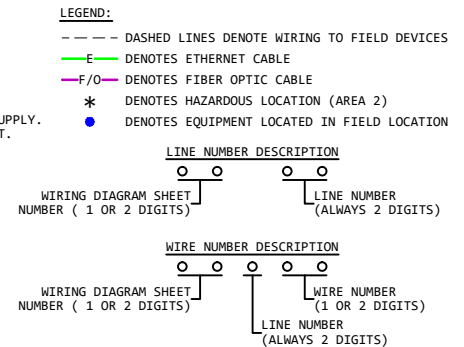 LEGEND:
DASHED LINES DENOTE WIRING TO FIELD DEVICES
E DENOTES ETHERNET CABLE
F/O DENOTES FIBER OPTIC CABLE
* DENOTES HAZARDOUS LOCATION (AREA 2)
UPPLY.
DENOTES EQUIPMENT LOCATED IN FIELD LOCATION
T.
LINE NUMBER DESCRIPTION
WIRING DIAGRAM SHEET
NUMBER ( 1 OR 2 DIGITS)
LINE NUMBER
(ALWAYS 2 DIGITS)
WIRE NUMBER DESCRIPTION
WIRING DIAGRAM SHEET
NUMBER ( 1 OR 2 DIGITS)
WIRE NUMBER
(1 OR 2 DIGITS)
LINE NUMBER
(ALWAYS 2 DIGITS)